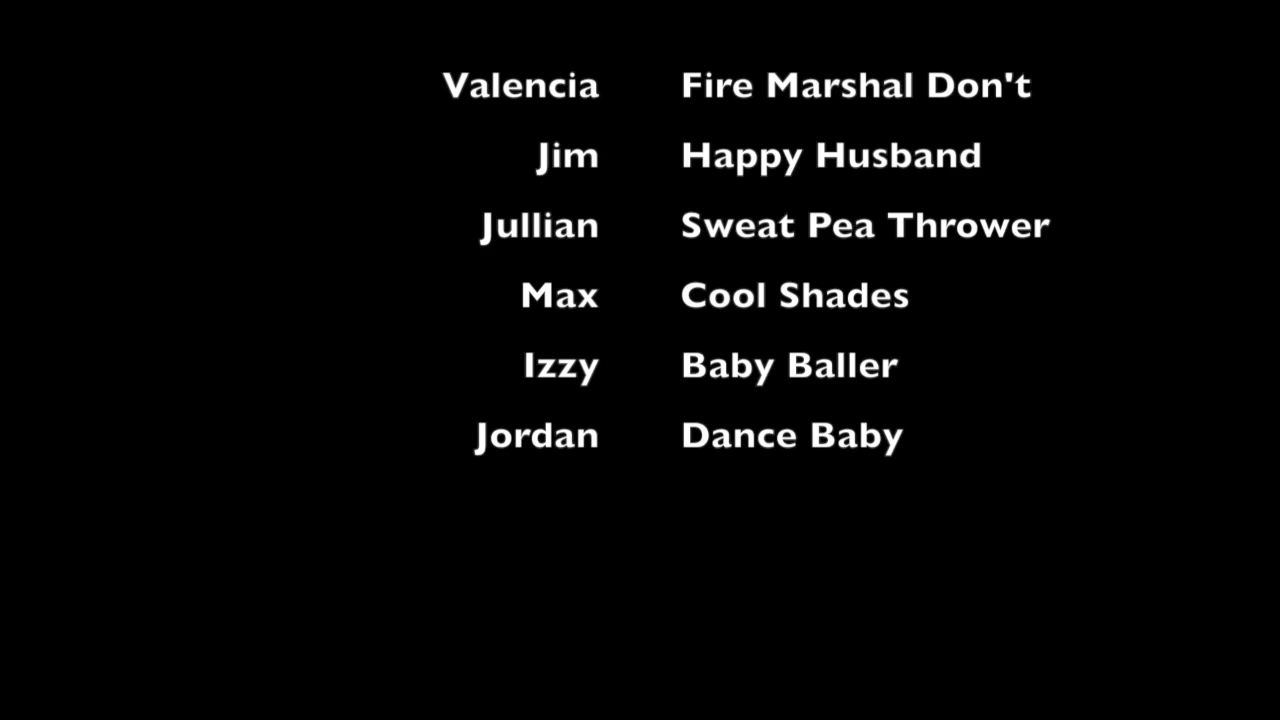 Valencia Fire Marshal Don't
Jim Happy Husband
Jullian Sweat Pea Thrower
Max Cool Shades
Izzy Baby Baller
Jordan Dance Baby